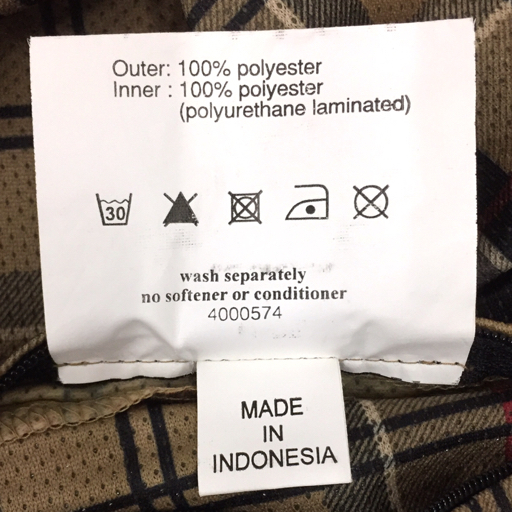 Outer: 100% polyester
Inner : 100% polyester
(polyurethane laminated)
30
wash separately
no softener or conditioner
4000574
MADE
IN
INDONESIA